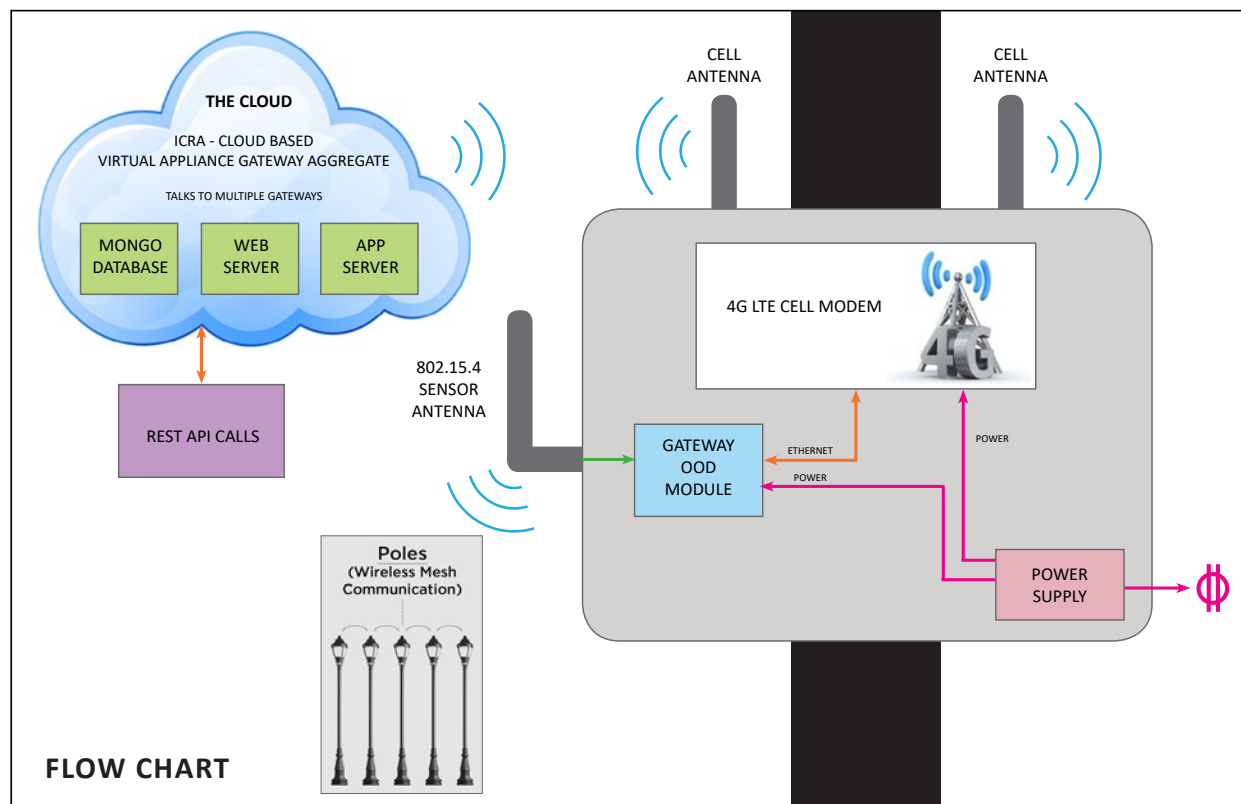 THE CLOUD
ICRA - CLOUD BASED
VIRTUAL APPLIANCE GATEWAY AGGREGATE
TALKS TO MULTIPLE GATEWAYS
MONGO
DATABASE
WEB
SERVER
APP
SERVER
REST API CALLS
CELL
ANTENNA
CELL
ANTENNA
4G LTE CELL MODEM
4G
802.15.4
SENSOR
ANTENNA
GATEWAY
OOD
MODULE
ETHERNET
POWER
POWER
POWER
SUPPLY
Poles
(Wireless Mesh
Communication)
FLOW CHART